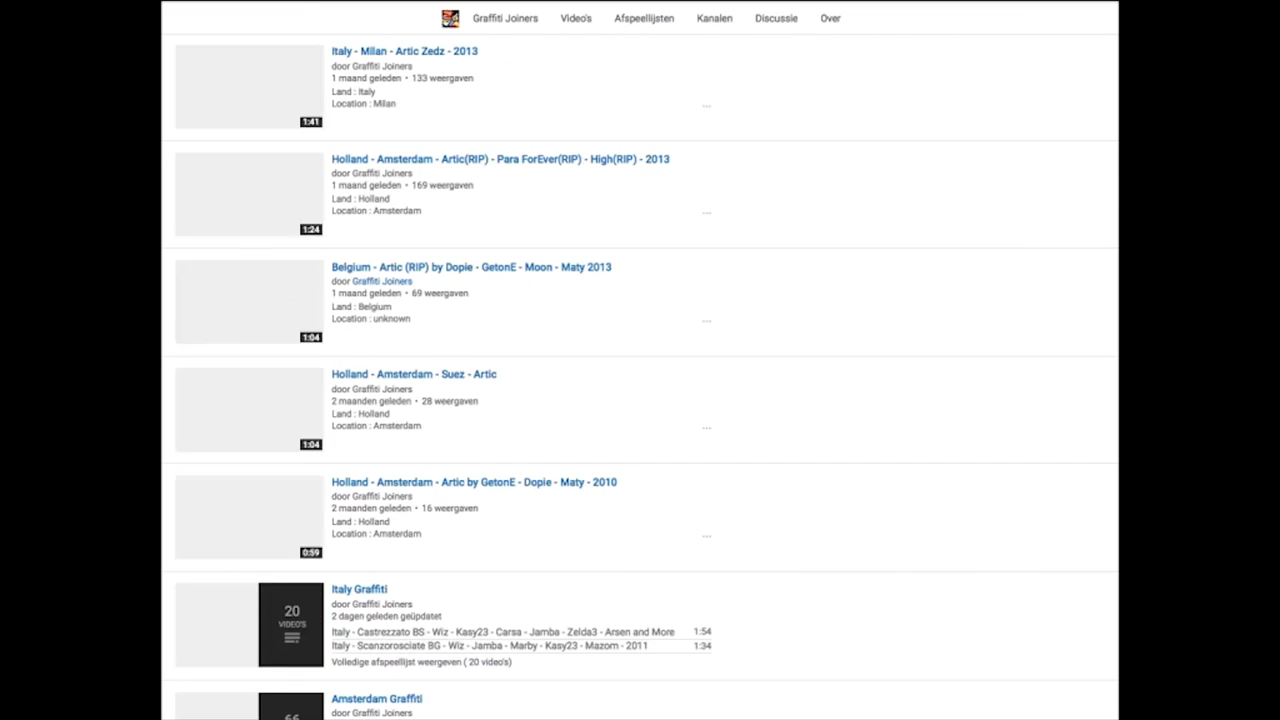 Graffiti Joiners Video's Afspeellijsten Kanalen Discussie Over
Italy - Milan - Artic Zedz - 2013
door Graffiti Joiners
1 maand geleden • 133 weergaven
Land : Italy
Location : Milan
...
1:41
Holland - Amsterdam - Artic(RIP) - Para ForEver(RIP) - High(RIP) - 2013
door Graffiti Joiners
1 maand geleden • 169 weergaven
Land : Holland
Location : Amsterdam
...
1:24
Belgium - Artic (RIP) by Dopie - GetonE - Moon - Maty 2013
door Graffiti Joiners
1 maand geleden • 69 weergaven
Land : Belgium
Location : unknown
...
1:04
Holland - Amsterdam - Suez - Artic
door Graffiti Joiners
2 maanden geleden • 28 weergaven
Land : Holland
Location : Amsterdam
...
1:04
Holland - Amsterdam - Artic by GetonE - Dopie - Maty - 2010
door Graffiti Joiners
2 maanden geleden • 16 weergaven
Land : Holland
Location : Amsterdam
...
0:59
20
VIDEO'S
Italy Graffiti
door Graffiti Joiners
2 dagen geleden geüpdatet
Italy - Castrezzato BS - Wiz - Kasy23 - Carsa - Jamba - Zelda3 - Arsen and More 1:54
Italy - Scanzorosciate BG - Wiz - Jamba - Marby - Kasy23 - Mazom - 2011 1:34
Volledige afspeellijst weergeven ( 20 video's)
Amsterdam Graffiti
door Graffiti Joiners